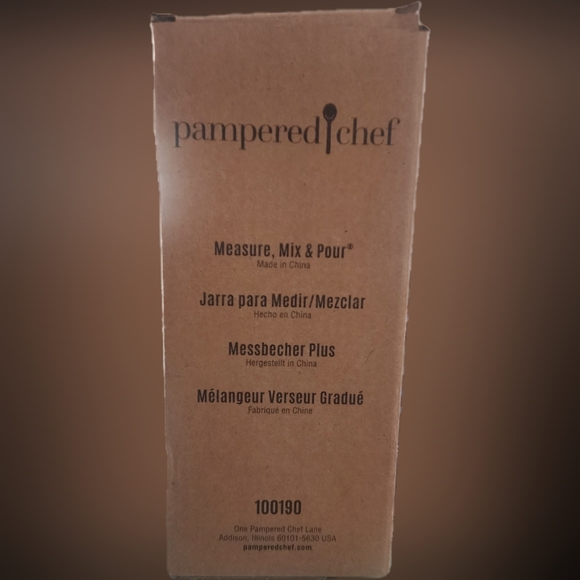 pampered chef
Measure, Mix & Pour®
Made in China
Jarra para Medir/Mezclar
Hecho en China
Messbecher Plus
Hergestellt in China
Mélangeur Verseur Gradué
Fabriqué en Chine
100190
One Pampered Chef Lane
Addison, Illinois 60101-5630 USA
pamperedchef.com